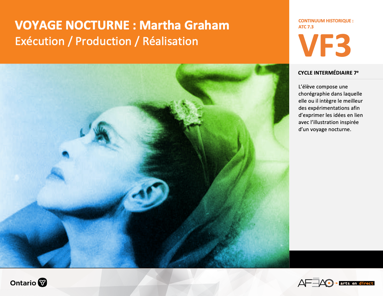 VOYAGE NOCTURNE : Martha Graham
Exécution / Production / Réalisation
CONTINUUM HISTORIQUE :
ATC 7.3
VF3
CYCLE INTERMÉDIAIRE 7e
L'élève compose une
chorégraphie dans laquelle
elle ou il intègre le meilleur
des expérimentations afin
d'exprimer les idées en lien
avec l'illustration inspirée
d'un voyage nocturne.
Ontario
AFEAO - arts en direct